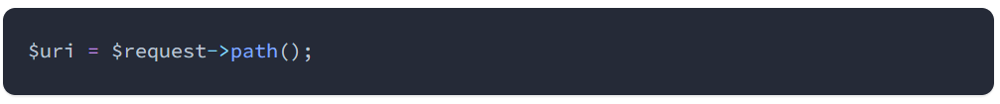 $uri = $request->path();